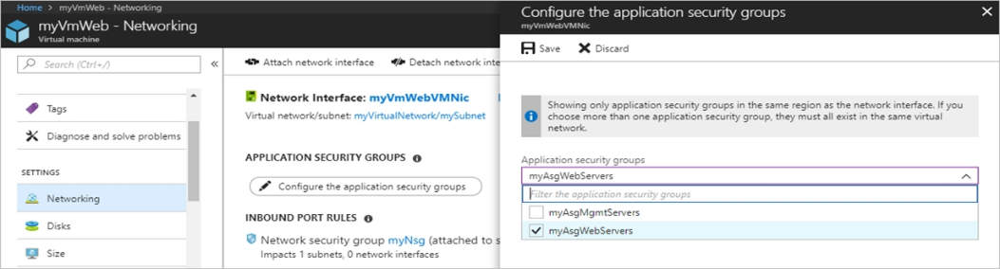 Home > myVmWeb - Networking
myVmWeb - Networking
Virtual machine
Search (Ctrl+/)
Tags
Diagnose and solve problems
SETTINGS
Networking
Disks
Size
Attach network interface Detach network inte
Network Interface: myVmWebVMNic
Virtual network/subnet: myVirtualNetwork/mySubnet
APPLICATION SECURITY GROUPS
Configure the application security groups
INBOUND PORT RULES
Network security group myNsg (attached to s
Impacts 1 subnets, 0 network interfaces
Configure the application security groups
myVmWebVMNic
Save Discard
Showing only application security groups in the same region as the network interface. If you
choose more than one application security group, they must all exist in the same virtual
network.
Application security groups
myAsgWebServers
Filter the application security groups
myAsgMgmtServers
myAsgWebServers